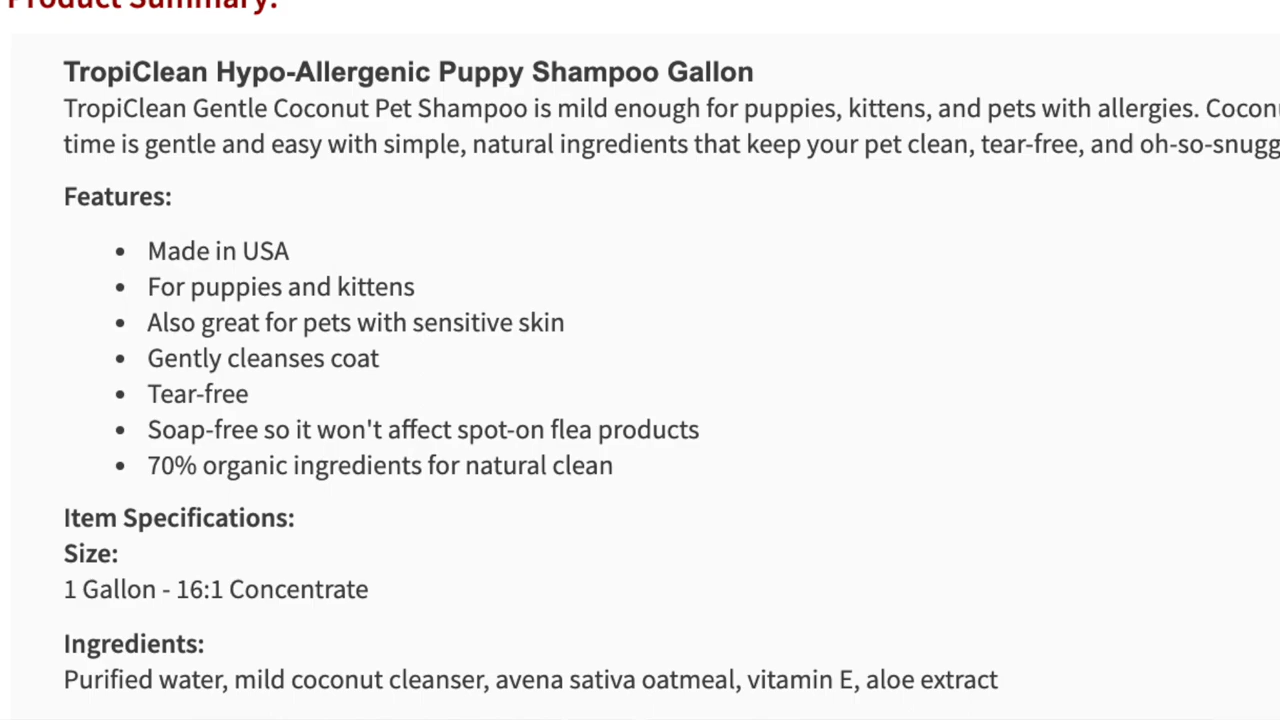 Product Summary:
TropiClean Hypo-Allergenic Puppy Shampoo Gallon
TropiClean Gentle Coconut Pet Shampoo is mild enough for puppies, kittens, and pets with allergies.
time is gentle and easy with simple, natural ingredients that keep your pet clean, tear-free, and
Features:
• Made in USA
• For puppies and kittens
• Also great for pets with sensitive skin
• Gently cleanses coat
• Tear-free
• Soap-free so it won't affect spot-on flea products
• 70% organic ingredients for natural clean
Item Specifications:
Size:
1 Gallon - 16:1 Concentrate
Ingredients:
Purified water, mild coconut cleanser, avena sativa oatmeal, vitamin E, aloe extract